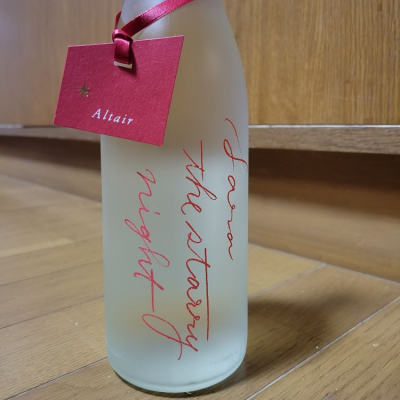 Altair
Sara
the starry
night